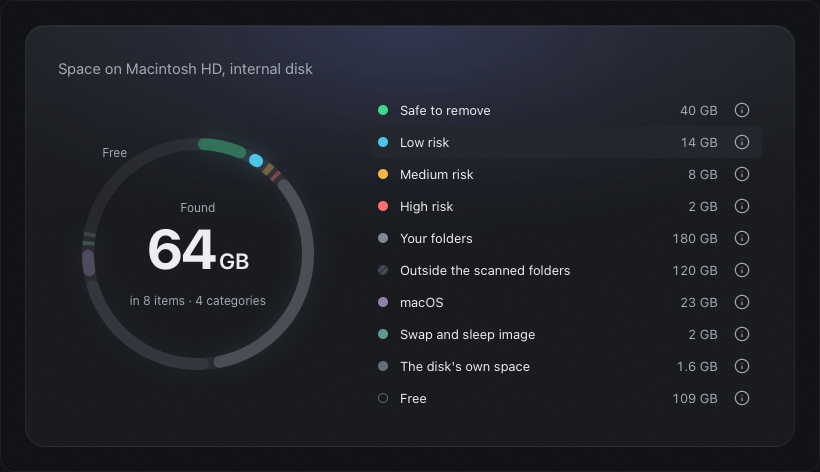 Space on Macintosh HD, internal disk
Free
Found
64 GB
in 8 items · 4 categories
Safe to remove 40 GB
Low risk 14 GB
Medium risk 8 GB
High risk 2 GB
Your folders 180 GB
Outside the scanned folders 120 GB
macOS 23 GB
Swap and sleep image 2 GB
The disk's own space 1.6 GB
Free 109 GB